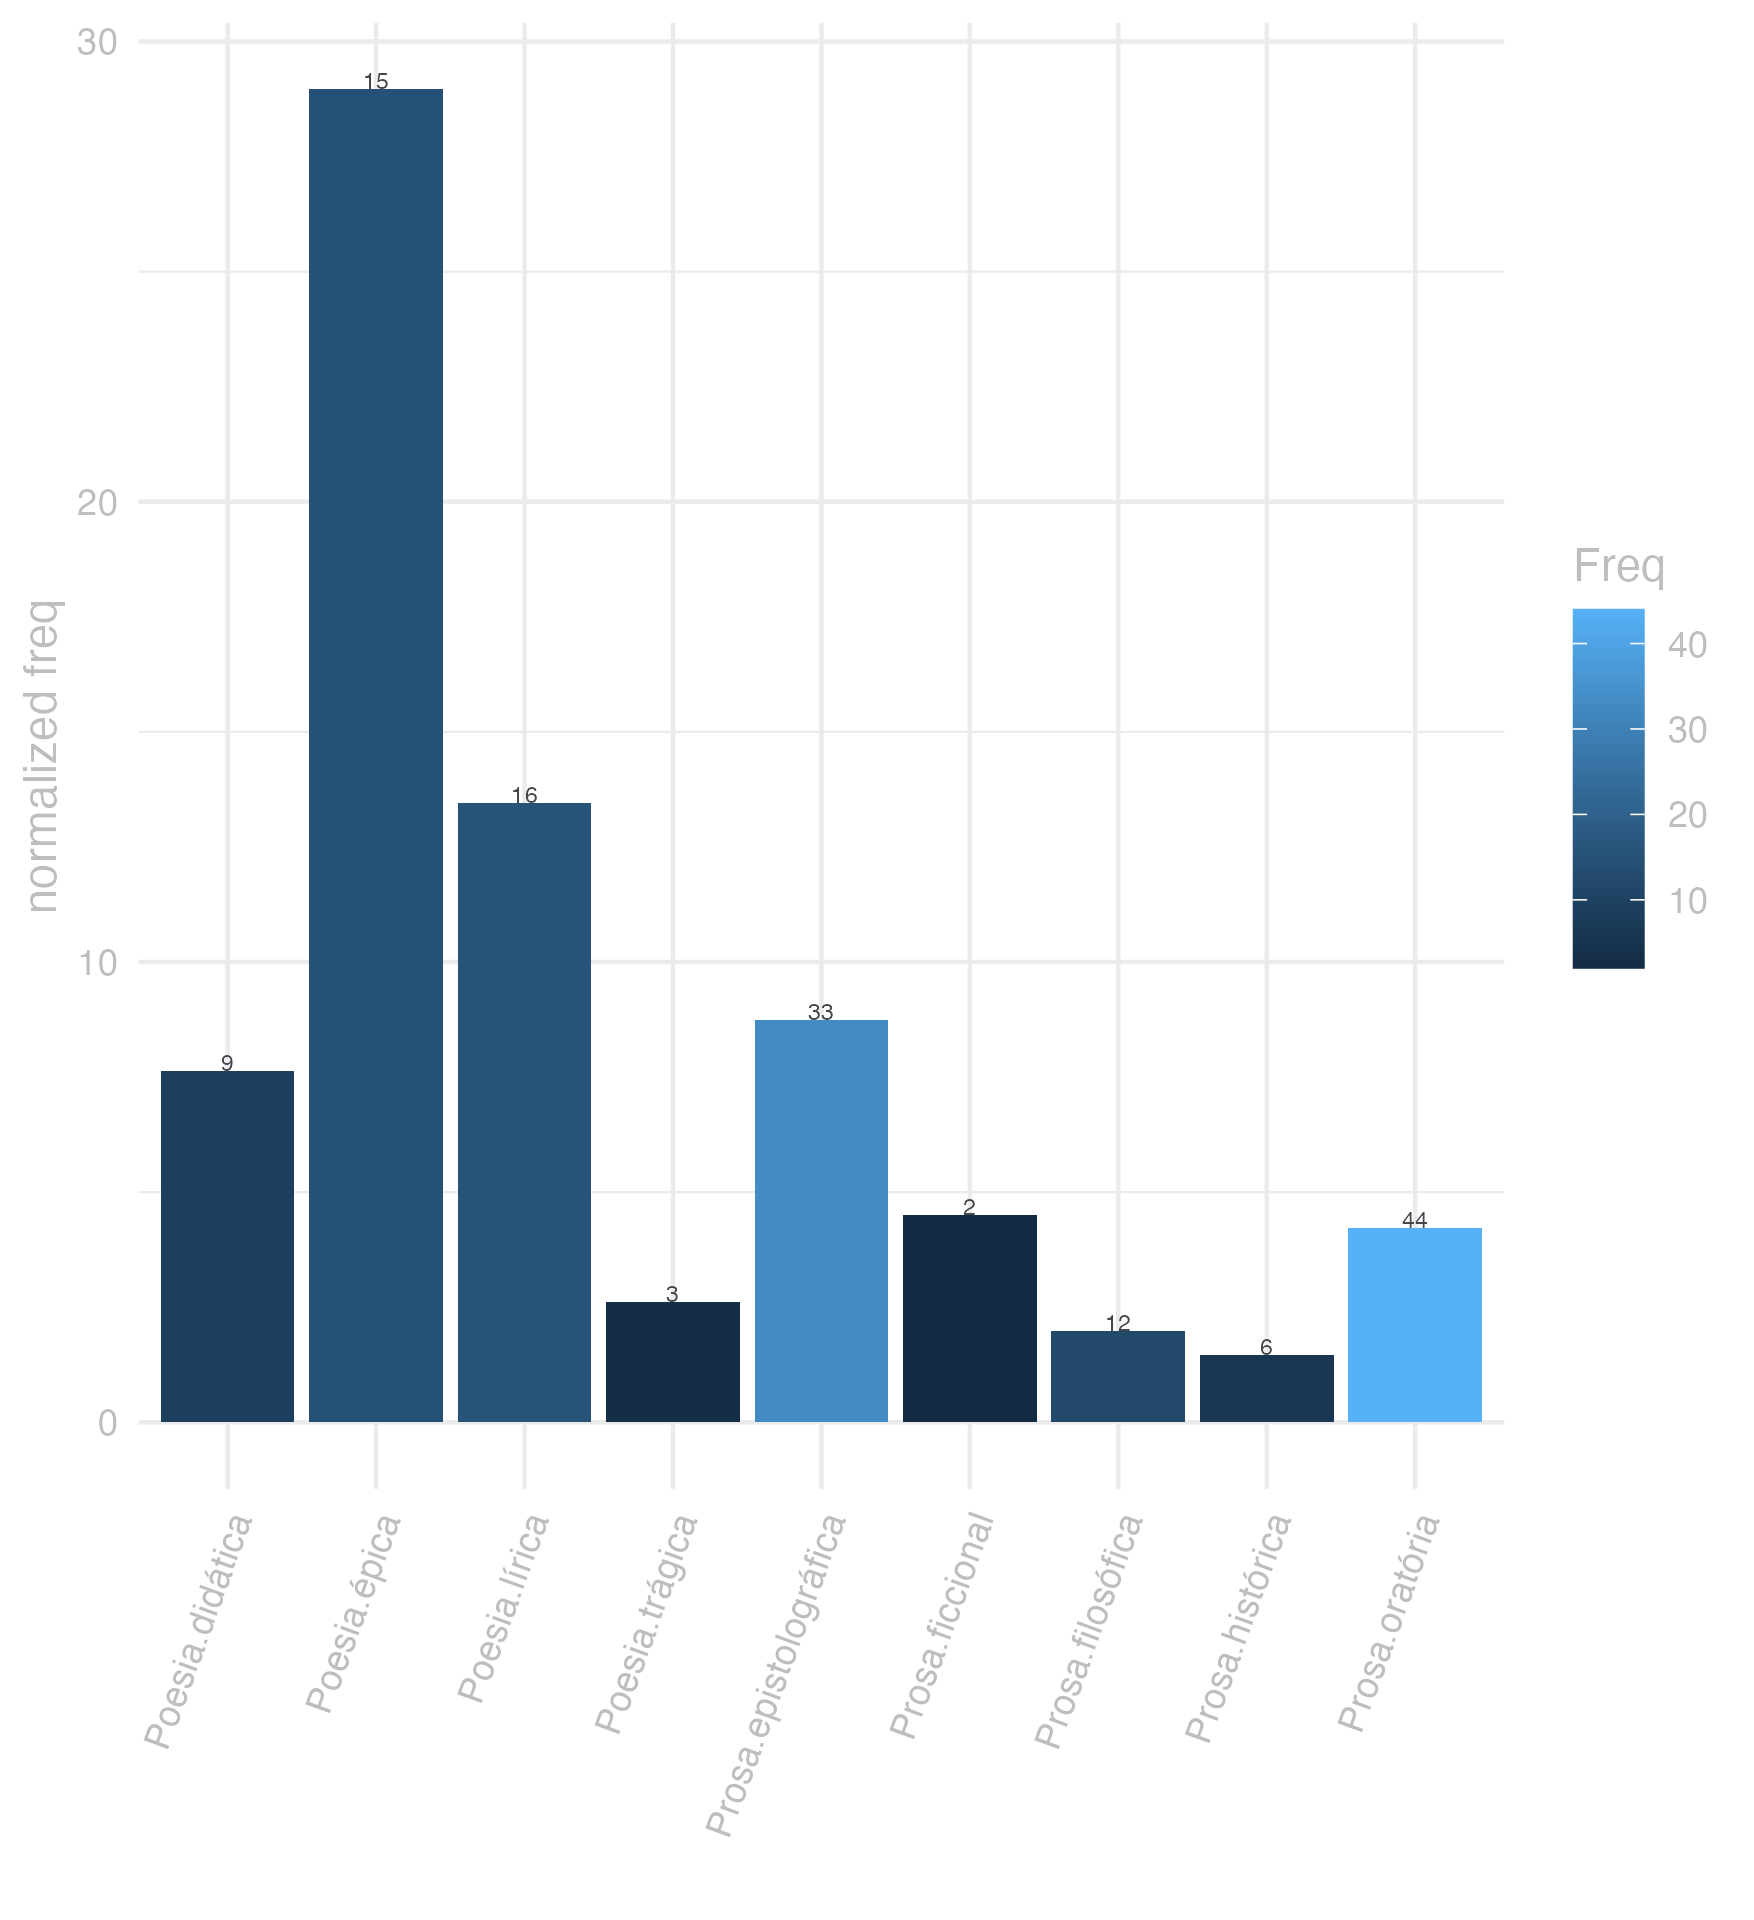 30
20
10
0
normalized freq
15
16
9
33
3
2
12
6
44
Poesia.didática
Poesia.épica
Poesia.lírica
Poesia.trágica
Prosa.epistolográfica
Prosa.ficcional
Prosa.filosófica
Prosa.histórica
Prosa.oratória
Freq
40
30
20
10